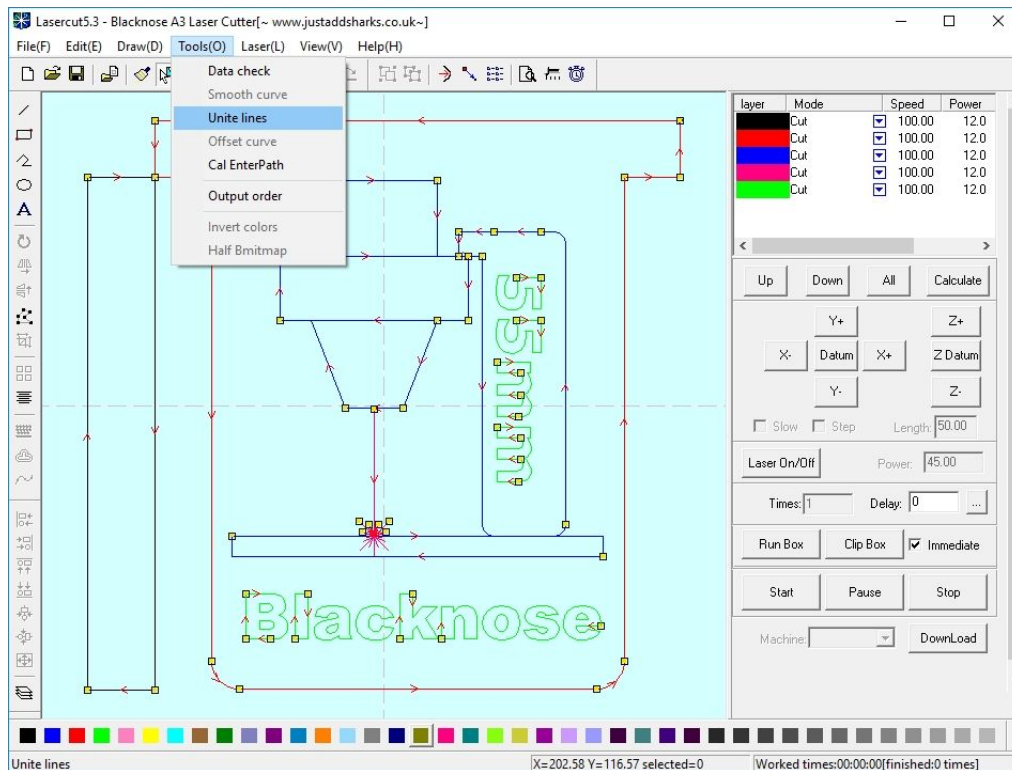 Lasercut5.3 - Blacknose A3 Laser Cutter[~ www.justaddsharks.co.uk~]
File(F) Edit(E) Draw(D) Tools(O) Laser(L) View(V) Help(H)
Data check
Smooth curve
Unite lines
Offset curve
Cal EnterPath
Output order
Invert colors
Half Bmitmap
55mm
Blacknose
layer Mode Speed Power
Cut 100.00 12.0
Cut 100.00 12.0
Cut 100.00 12.0
Cut 100.00 12.0
Cut 100.00 12.0
Up Down All Calculate
Y+ Z+
X- Datum X+ Z Datum
Y- Z-
Slow Step Length: 50.00
Laser On/Off Power: 45.00
Times: 1 Delay: 0 ...
Run Box Clip Box Immediate
Start Pause Stop
Machine: DownLoad
Unite lines X=202.58 Y=116.57 selected=0 Worked times:00:00:00[finished:0 times]